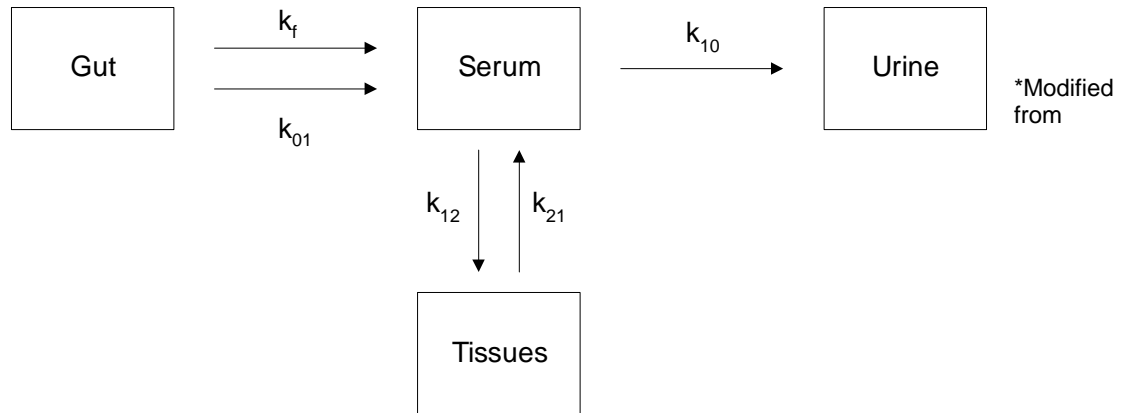 k_f
Gut
Serum
k_10
Urine
k_01
*Modified
from
k_12
k_21
Tissues